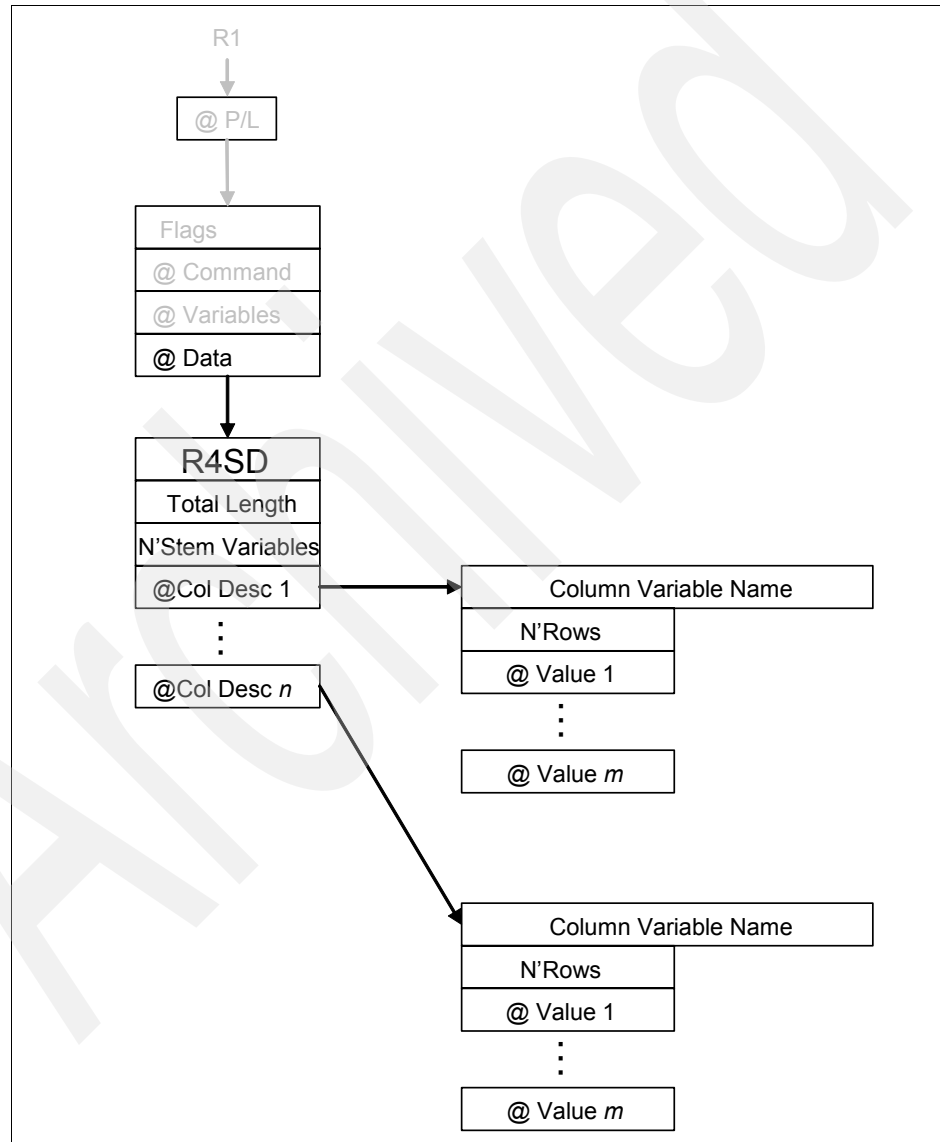 R1
@ P/L
Flags
@ Command
@ Variables
@ Data
R4SD
Total Length
N'Stem Variables
@Col Desc 1
@Col Desc n
Column Variable Name
N'Rows
@ Value 1
@ Value m
Column Variable Name
N'Rows
@ Value 1
@ Value m
Archived